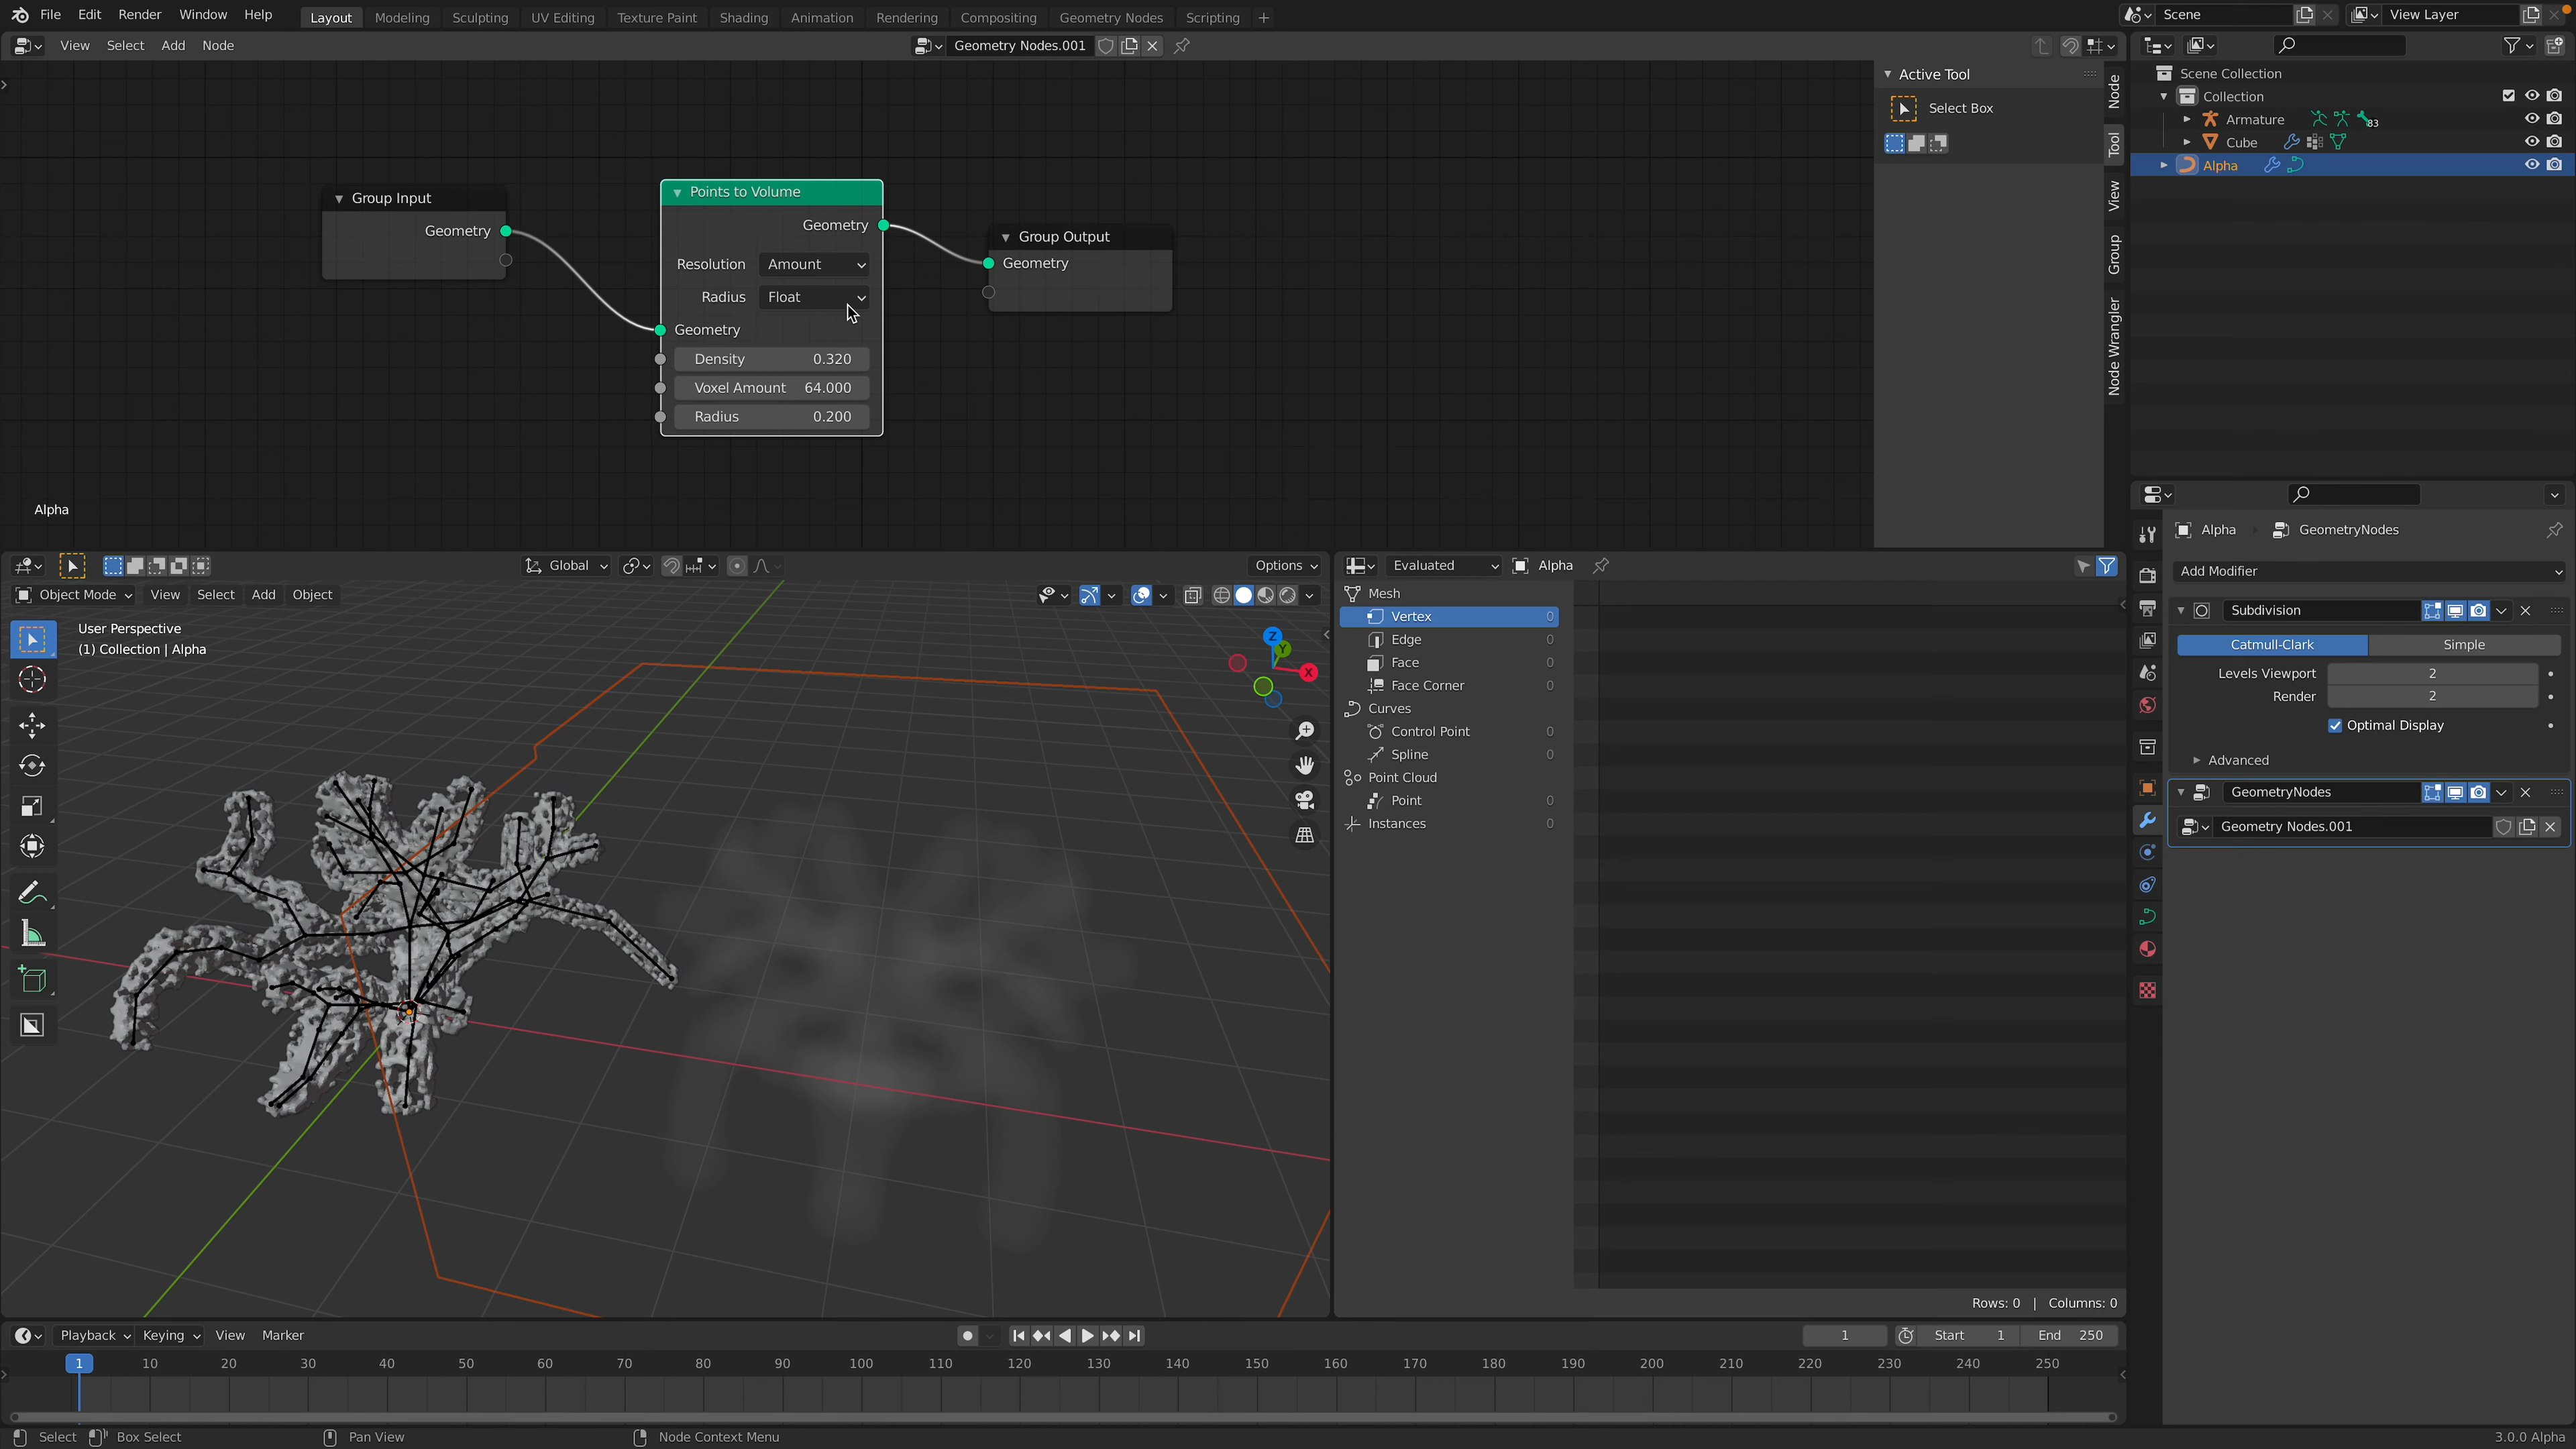 File Edit Render Window Help Layout Modeling Sculpting UV Editing Texture Paint Shading Animation Rendering Compositing Geometry Nodes Scripting + Scene View Layer
View Select Add Node Geometry Nodes.001
Active Tool
Select Box
Node
Tool
View
Group
Node Wrangler
Group Input
Geometry
Points to Volume
Geometry
Resolution Amount
Radius Float
Geometry
Density 0.320
Voxel Amount 64.000
Radius 0.200
Group Output
Geometry
Alpha
Scene Collection
Collection
Armature 83
Cube
Alpha
Global Options
Object Mode View Select Add Object
User Perspective
(1) Collection | Alpha
Z
Y
X
Evaluated Alpha
Mesh
Vertex 0
Edge 0
Face 0
Face Corner 0
Curves
Control Point 0
Spline 0
Point Cloud
Point 0
Instances 0
Rows: 0 | Columns: 0
Alpha GeometryNodes
Add Modifier
Subdivision
Catmull-Clark Simple
Levels Viewport 2
Render 2
Optimal Display
Advanced
GeometryNodes
Geometry Nodes.001
Playback Keying View Marker 1 Start 1 End 250
1 10 20 30 40 50 60 70 80 90 100 110 120 130 140 150 160 170 180 190 200 210 220 230 240 250
Select Box Select Pan View Node Context Menu 3.0.0 Alpha